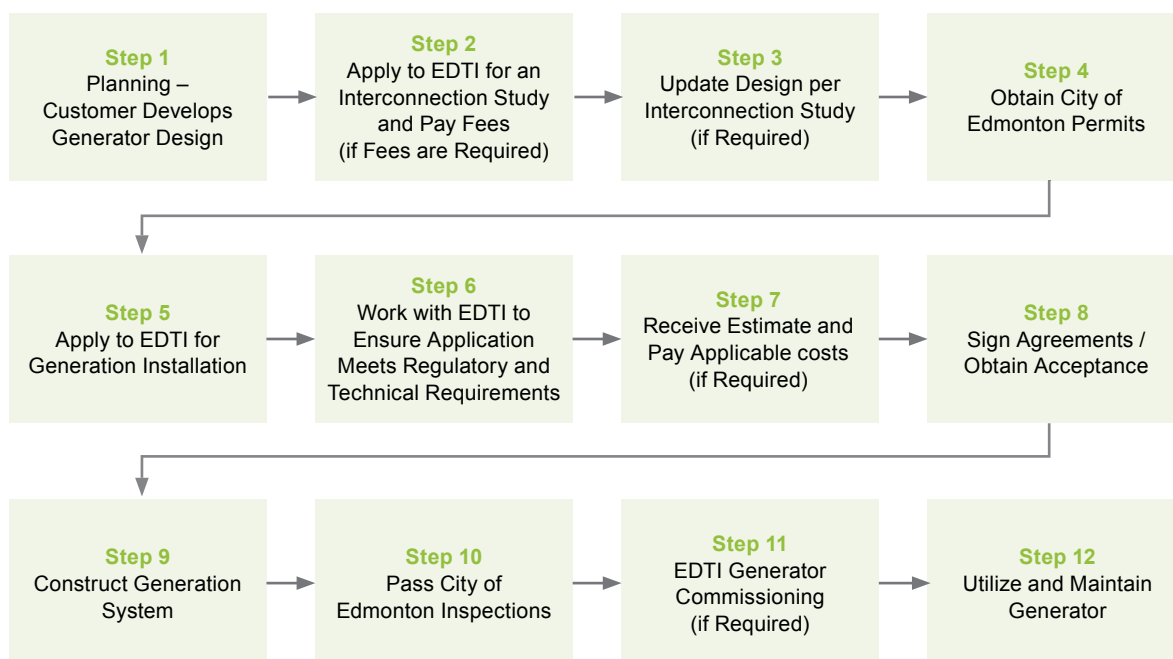 Step 1
Planning –
Customer Develops
Generator Design
Step 2
Apply to EDTI for an
Interconnection Study
and Pay Fees
(if Fees are Required)
Step 3
Update Design per
Interconnection Study
(if Required)
Step 4
Obtain City of
Edmonton Permits
Step 5
Apply to EDTI for
Generation Installation
Step 6
Work with EDTI to
Ensure Application
Meets Regulatory and
Technical Requirements
Step 7
Receive Estimate and
Pay Applicable costs
(if Required)
Step 8
Sign Agreements /
Obtain Acceptance
Step 9
Construct Generation
System
Step 10
Pass City of
Edmonton Inspections
Step 11
EDTI Generator
Commissioning
(if Required)
Step 12
Utilize and Maintain
Generator